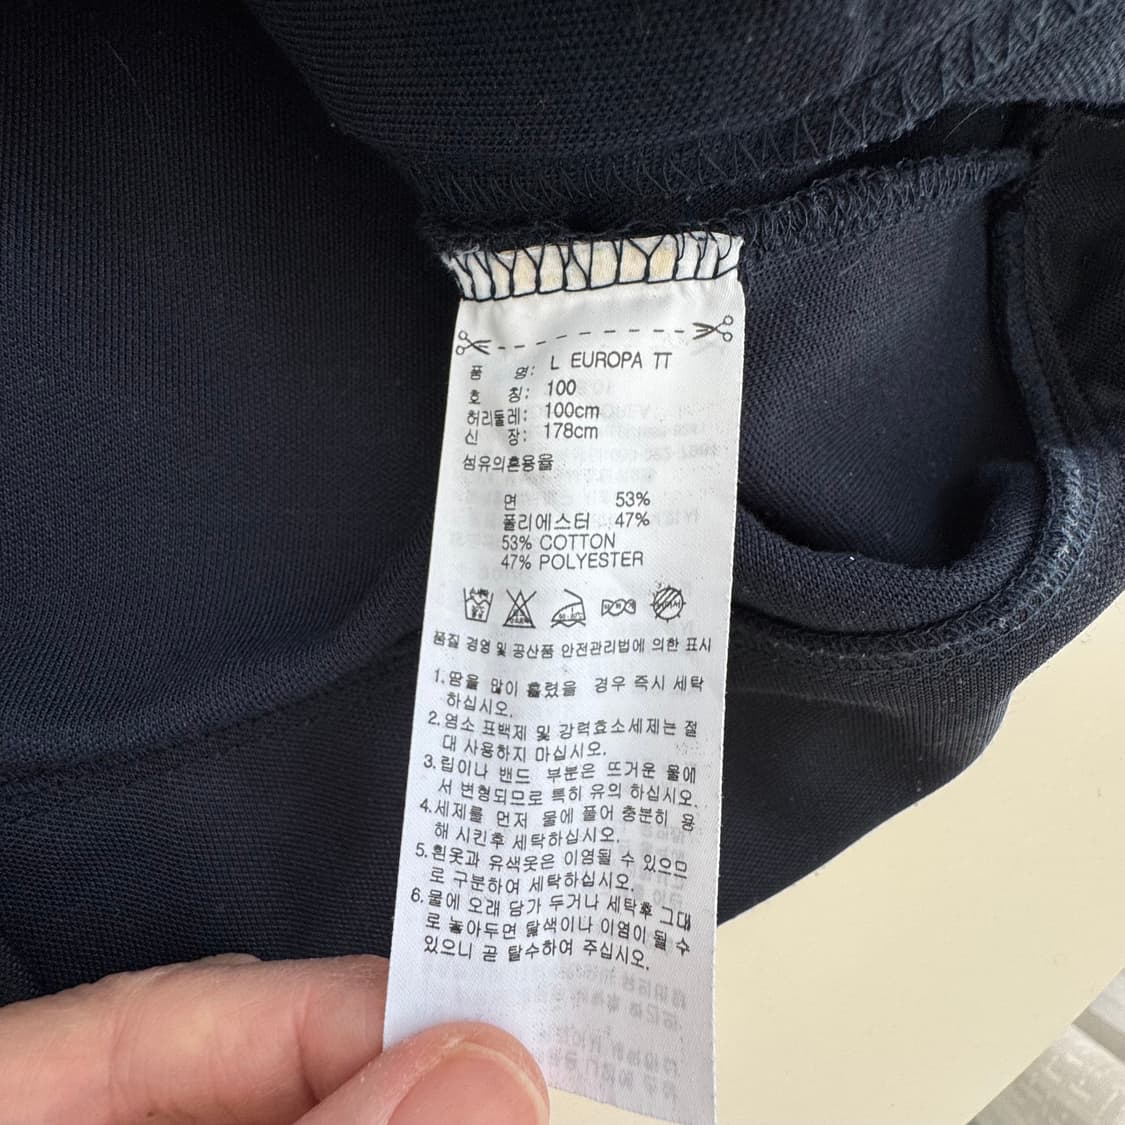 품 명: L EUROPA TT
호 칭: 100
허리둘레: 100cm
신 장: 178cm
섬유의혼용율
면 53%
폴리에스터 47%
53% COTTON
47% POLYESTER
품질 경영 및 공산품 안전관리법에 의한 표시
1.땀을 많이 흘렸을 경우 즉시 세탁
하십시오.
2.염소 표백제 및 강력효소세제는 절
대 사용하지 마십시오.
3.립이나 밴드 부분은 뜨거운 물에
서 변형되므로 특히 유의 하십시오.
4.세제를 먼저 물에 풀어 충분히 용
해 시킨후 세탁하십시오.
5.흰옷과 유색옷은 이염될 수 있으므
로 구분하여 세탁하십시오.
6.물에 오래 담가 두거나 세탁후 그대
로 놓아두면 탈색이나 이염이 될 수
있으니 곧 탈수하여 주십시오.